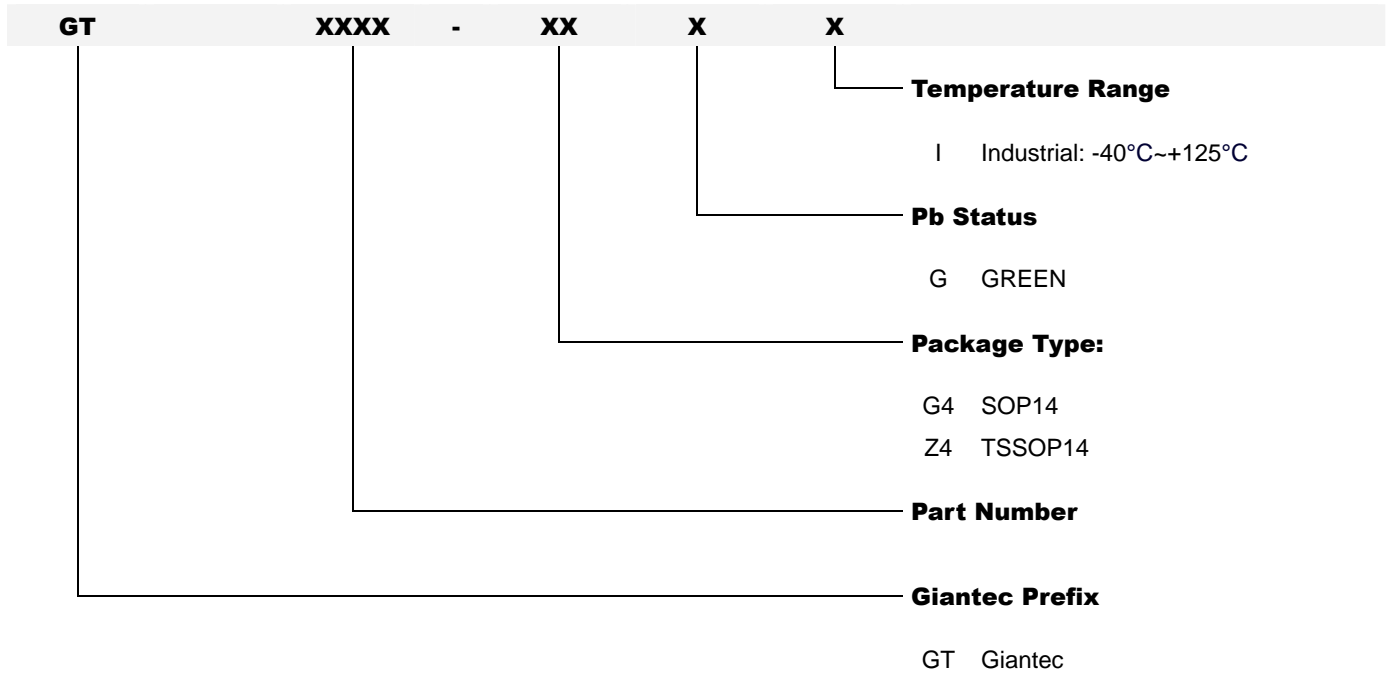 GT XXXX - XX X X
Temperature Range
I Industrial: -40°C~+125°C
Pb Status
G GREEN
Package Type:
G4 SOP14
Z4 TSSOP14
Part Number
Giantec Prefix
GT Giantec